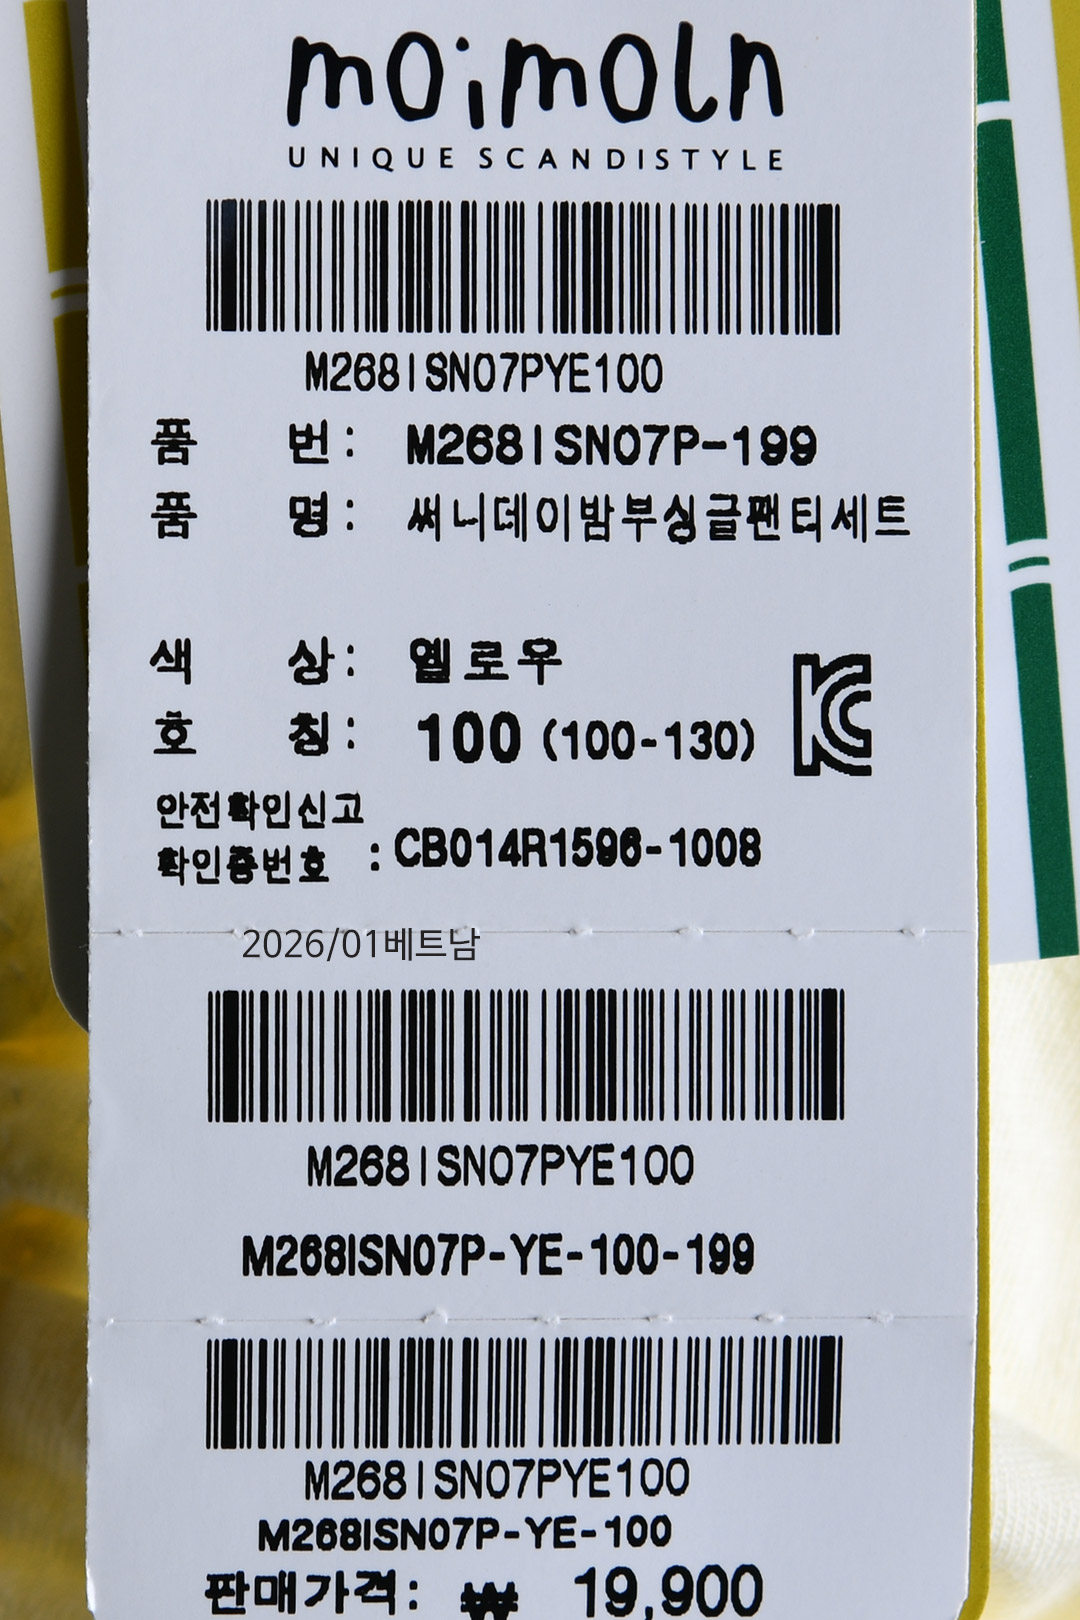 moimoln
UNIQUE SCANDISTYLE
M268ISN07PYE100
품 번: M268ISN07P-199
품 명: 써니데이밤부싱글팬티세트
색 상: 옐로우
호 칭: 100 (100-130)
안전확인신고
확인증번호 : CB014R1596-1008
2026/01베트남
M268ISN07PYE100
M268ISN07P-YE-100-199
M268ISN07PYE100
M268ISN07P-YE-100
판매가격: ₩ 19,900